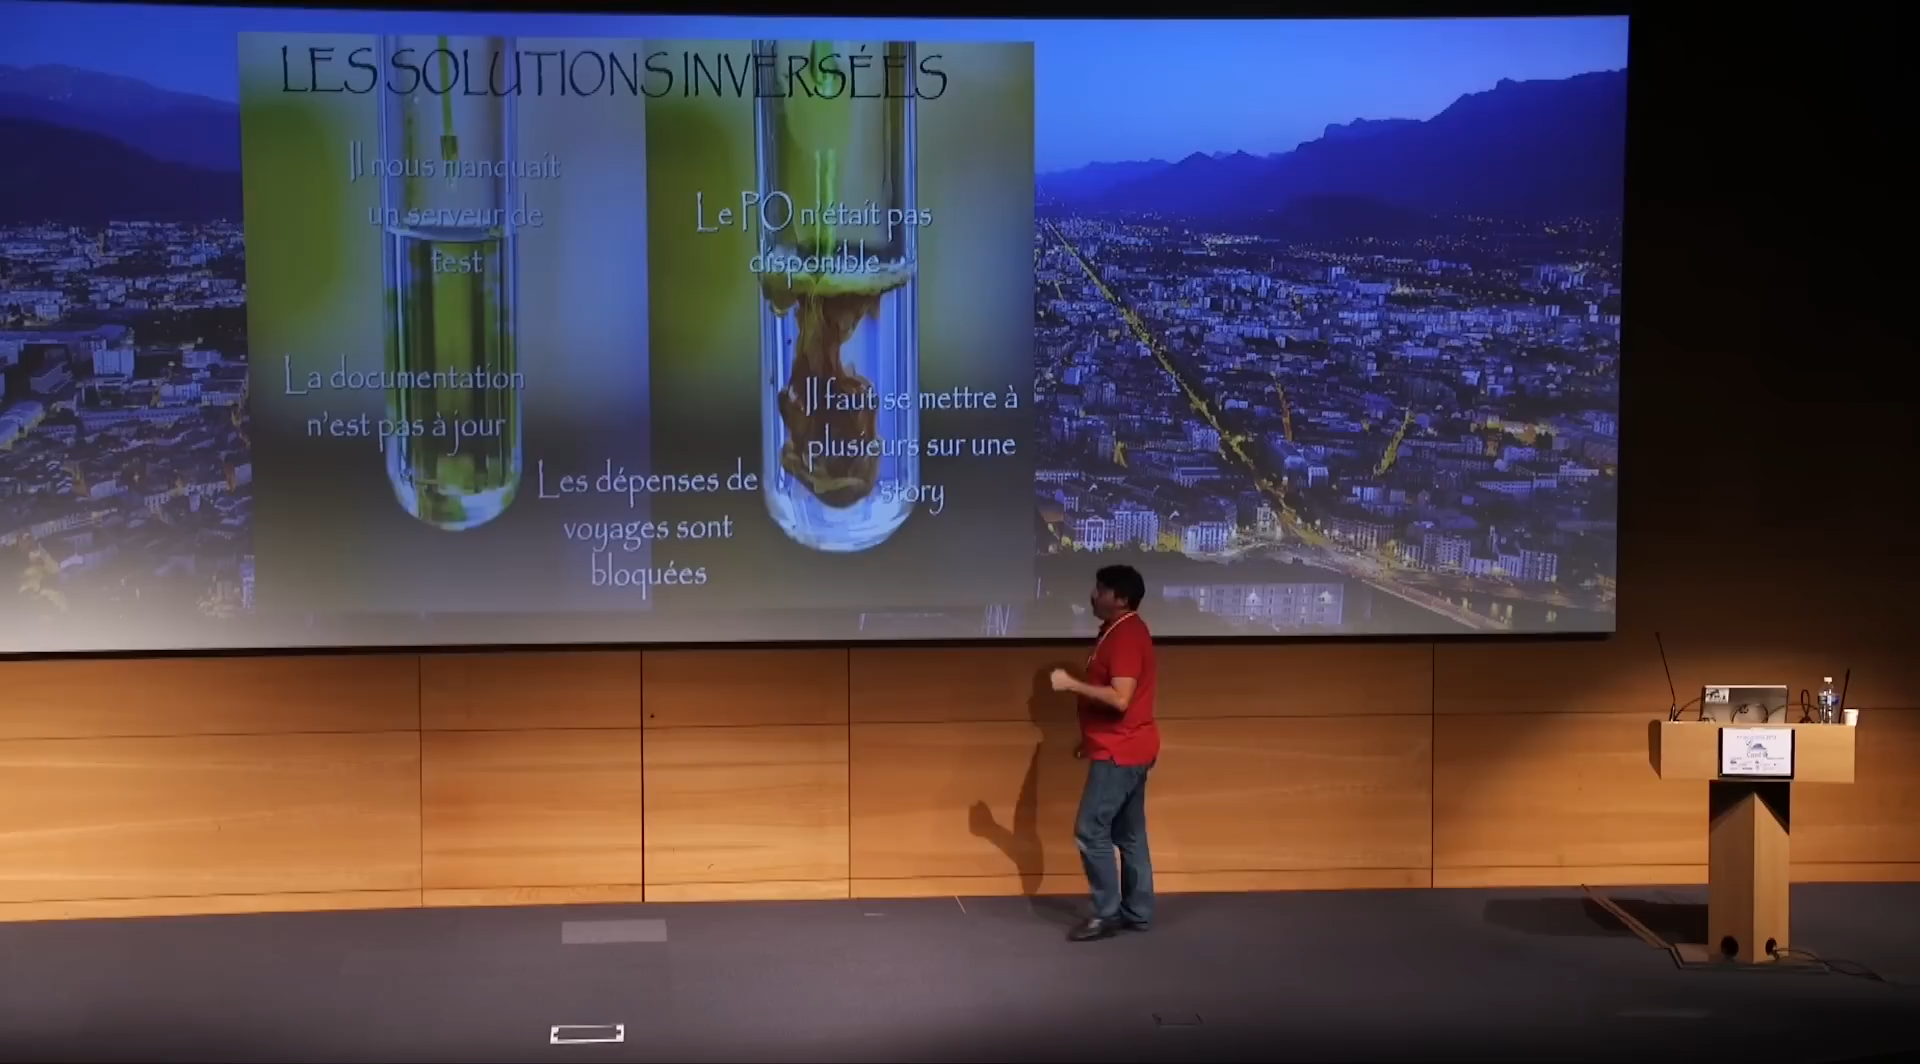 LES SOLUTIONS INVERSÉES
Il nous manquait
un serveur de
test
Le PO n'était pas
disponible
La documentation
n'est pas à jour
Il faut se mettre à
plusieurs sur une
story
Les dépenses de
voyages sont
bloquées